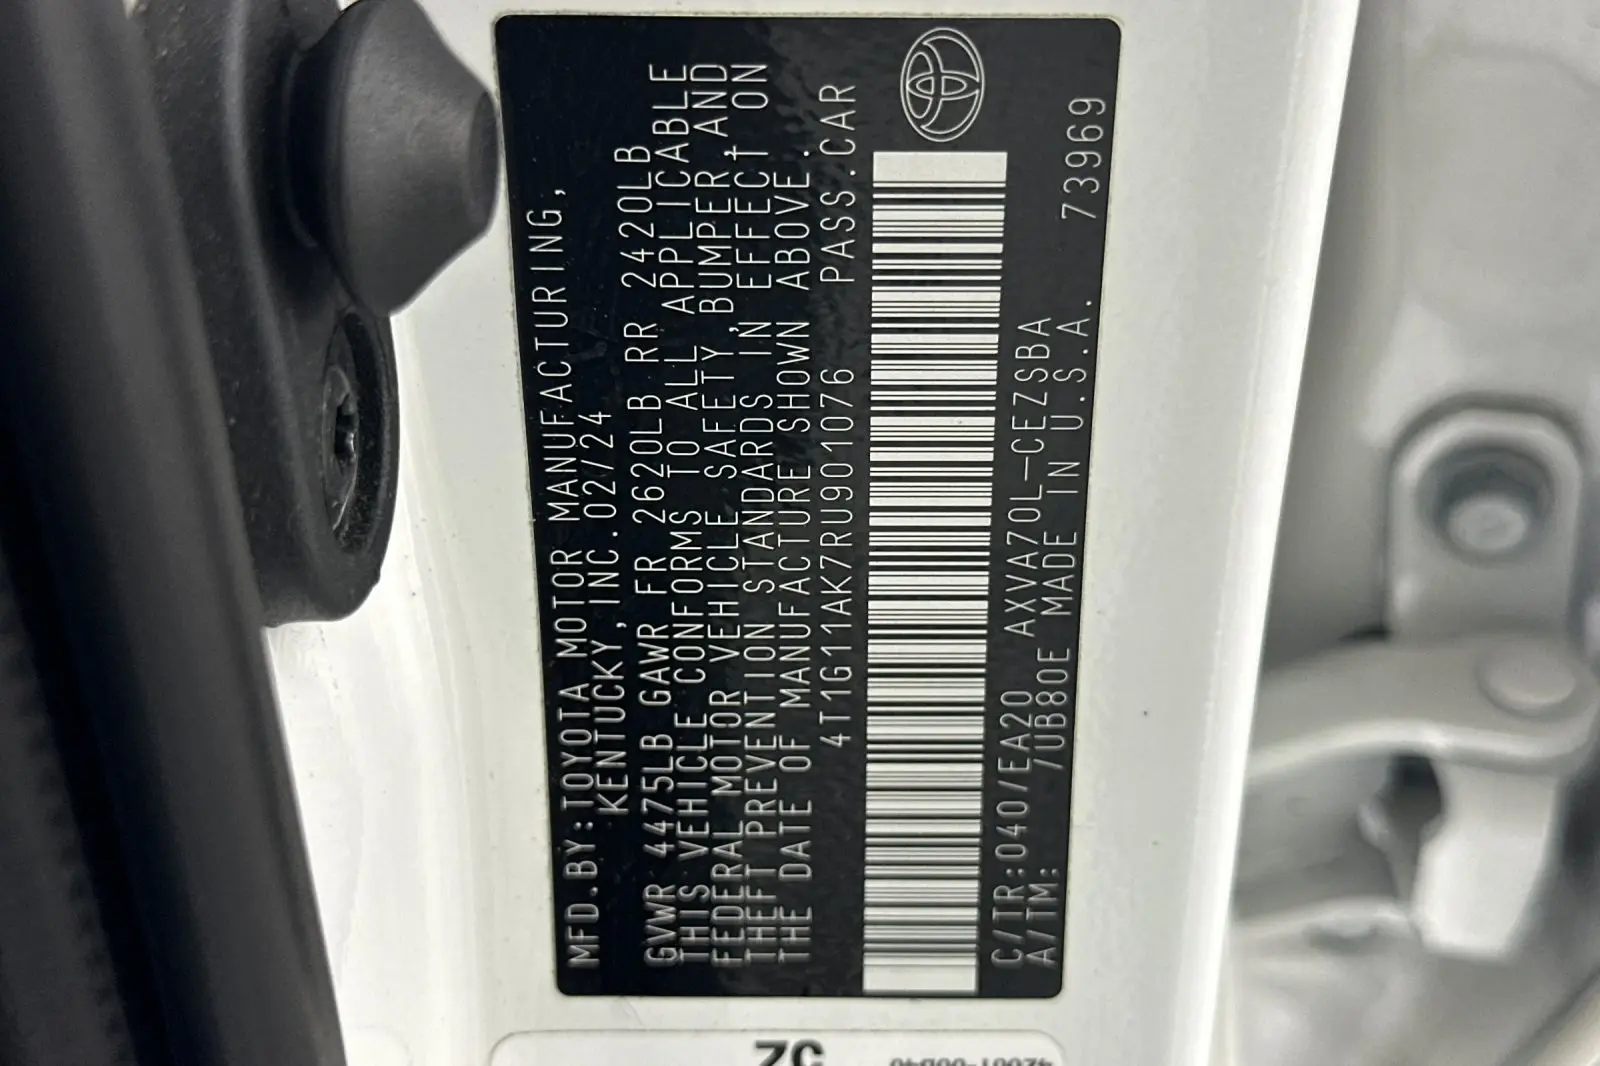 MFD.BY:TOYOTA MOTOR MANUFACTURING,
KENTUCKY,INC.02/24
GVWR 4475LB GAWR FR 2620LB RR 2420LB
THIS VEHICLE CONFORMS TO ALL APPLICABLE
FEDERAL MOTOR VEHICLE SAFETY,BUMPER,AND
THEFT PREVENTION STANDARDS IN EFFECT ON
THE DATE OF MANUFACTURE SHOWN ABOVE.
4T1G11AK7RU901076 PASS.CAR
C/TR:040/EA20 AXVA70L-CEZSBA 73969
A/TM: /UB80E MADE IN U.S.A.